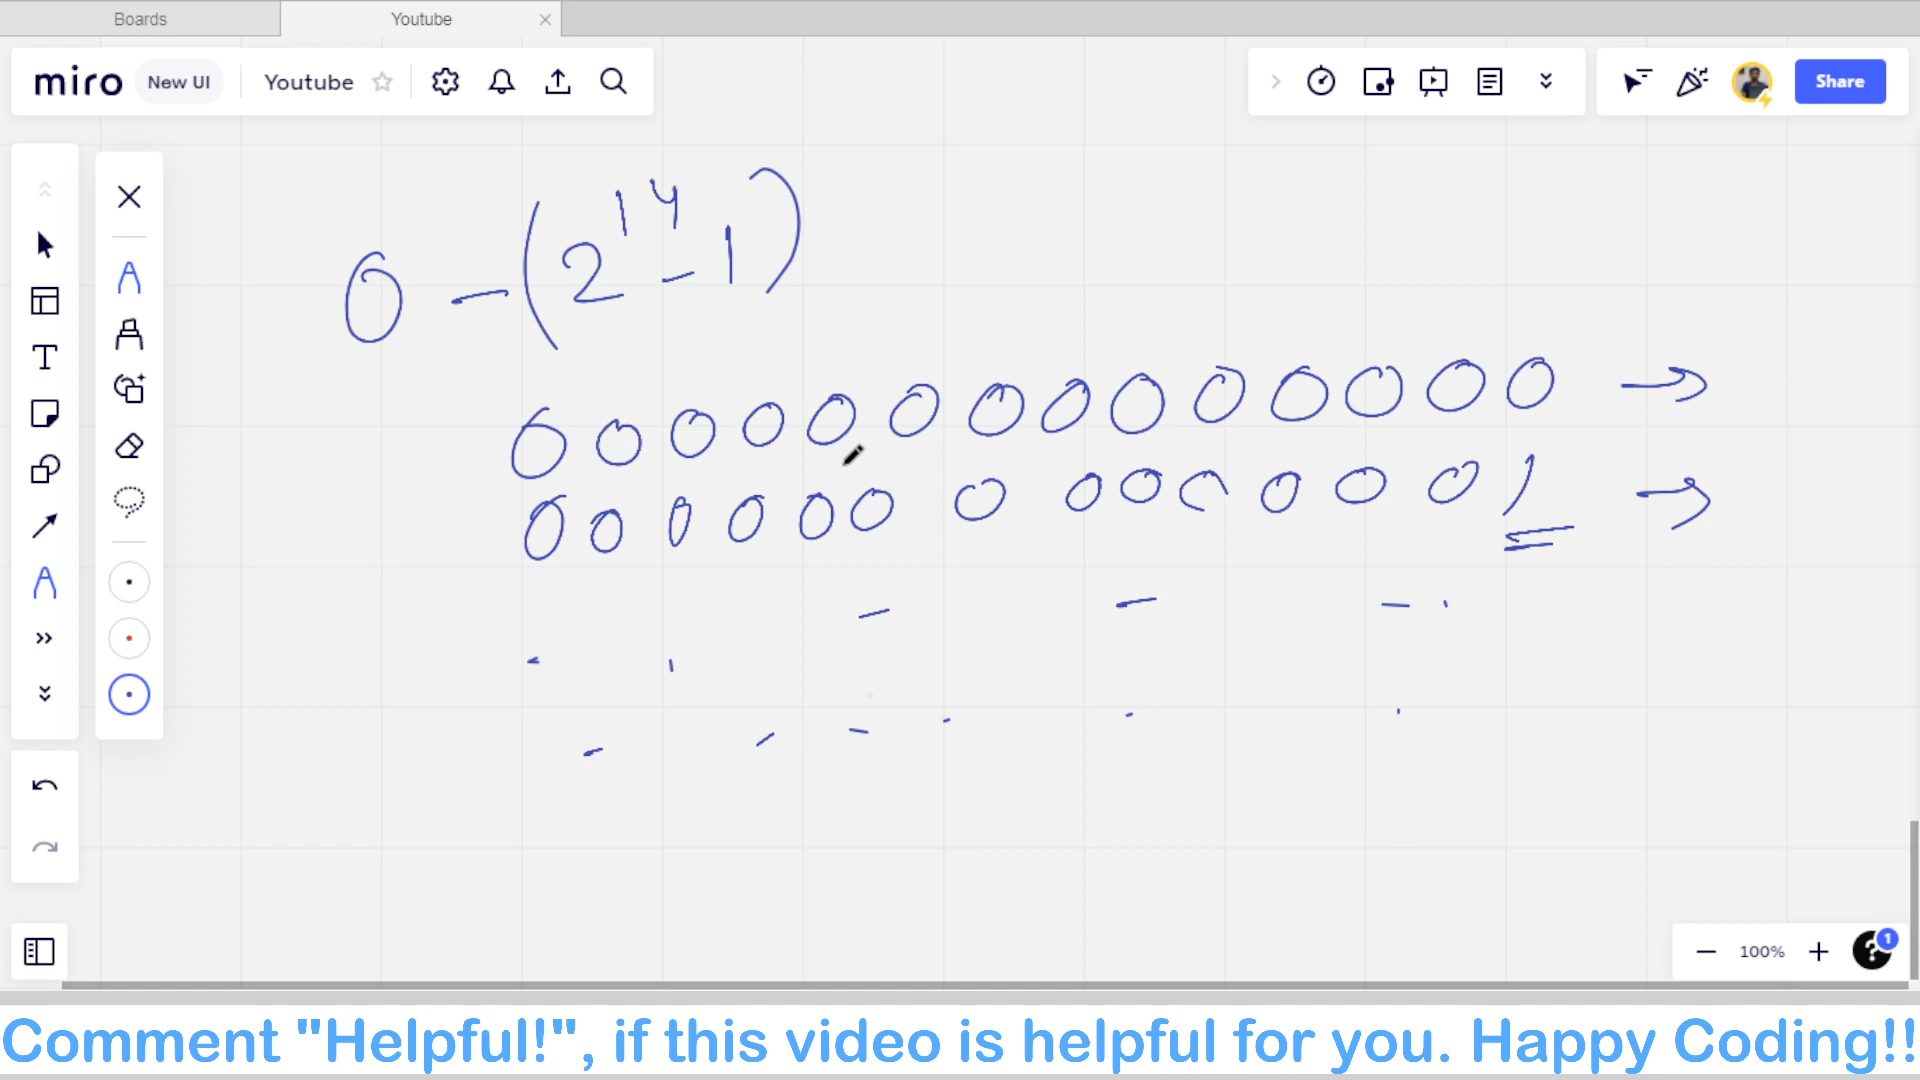 Boards
Youtube
miro New UI Youtube
Share
0 - (2^14 - 1)
0 0 0 0 0 0 0 0 0 0 0 0 0 0 →
0 0 0 0 0 0 0 0 0 0 0 0 0 1 →
T
1
100%
?
Comment "Helpful!", if this video is helpful for you. Happy Coding!!